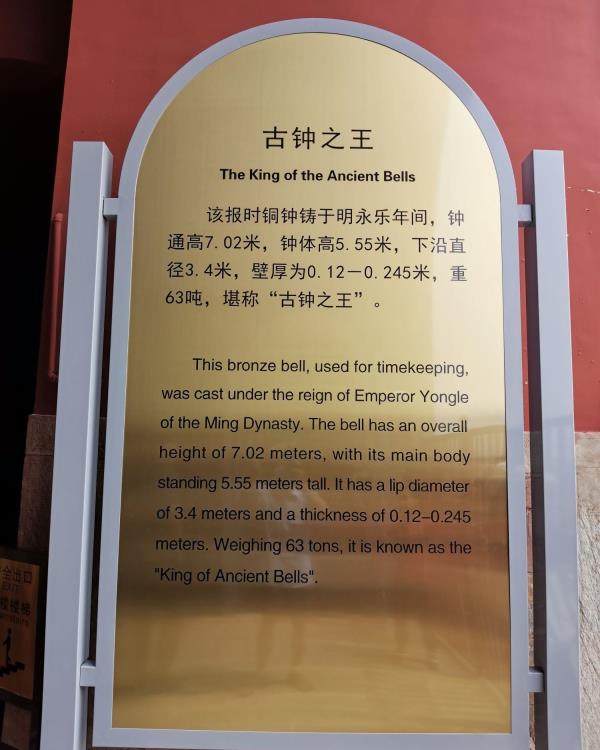 古钟之王
The King of the Ancient Bells
该报时铜钟铸于明永乐年间，钟
通高7.02米，钟体高5.55米，下沿直
径3.4米，壁厚为0.12－0.245米，重
63吨，堪称“古钟之王”。
This bronze bell, used for timekeeping,
was cast under the reign of Emperor Yongle
of the Ming Dynasty. The bell has an overall
height of 7.02 meters, with its main body
standing 5.55 meters tall. It has a lip diameter
of 3.4 meters and a thickness of 0.12–0.245
meters. Weighing 63 tons, it is known as the
"King of Ancient Bells".
全出口
EXIT
楼梯